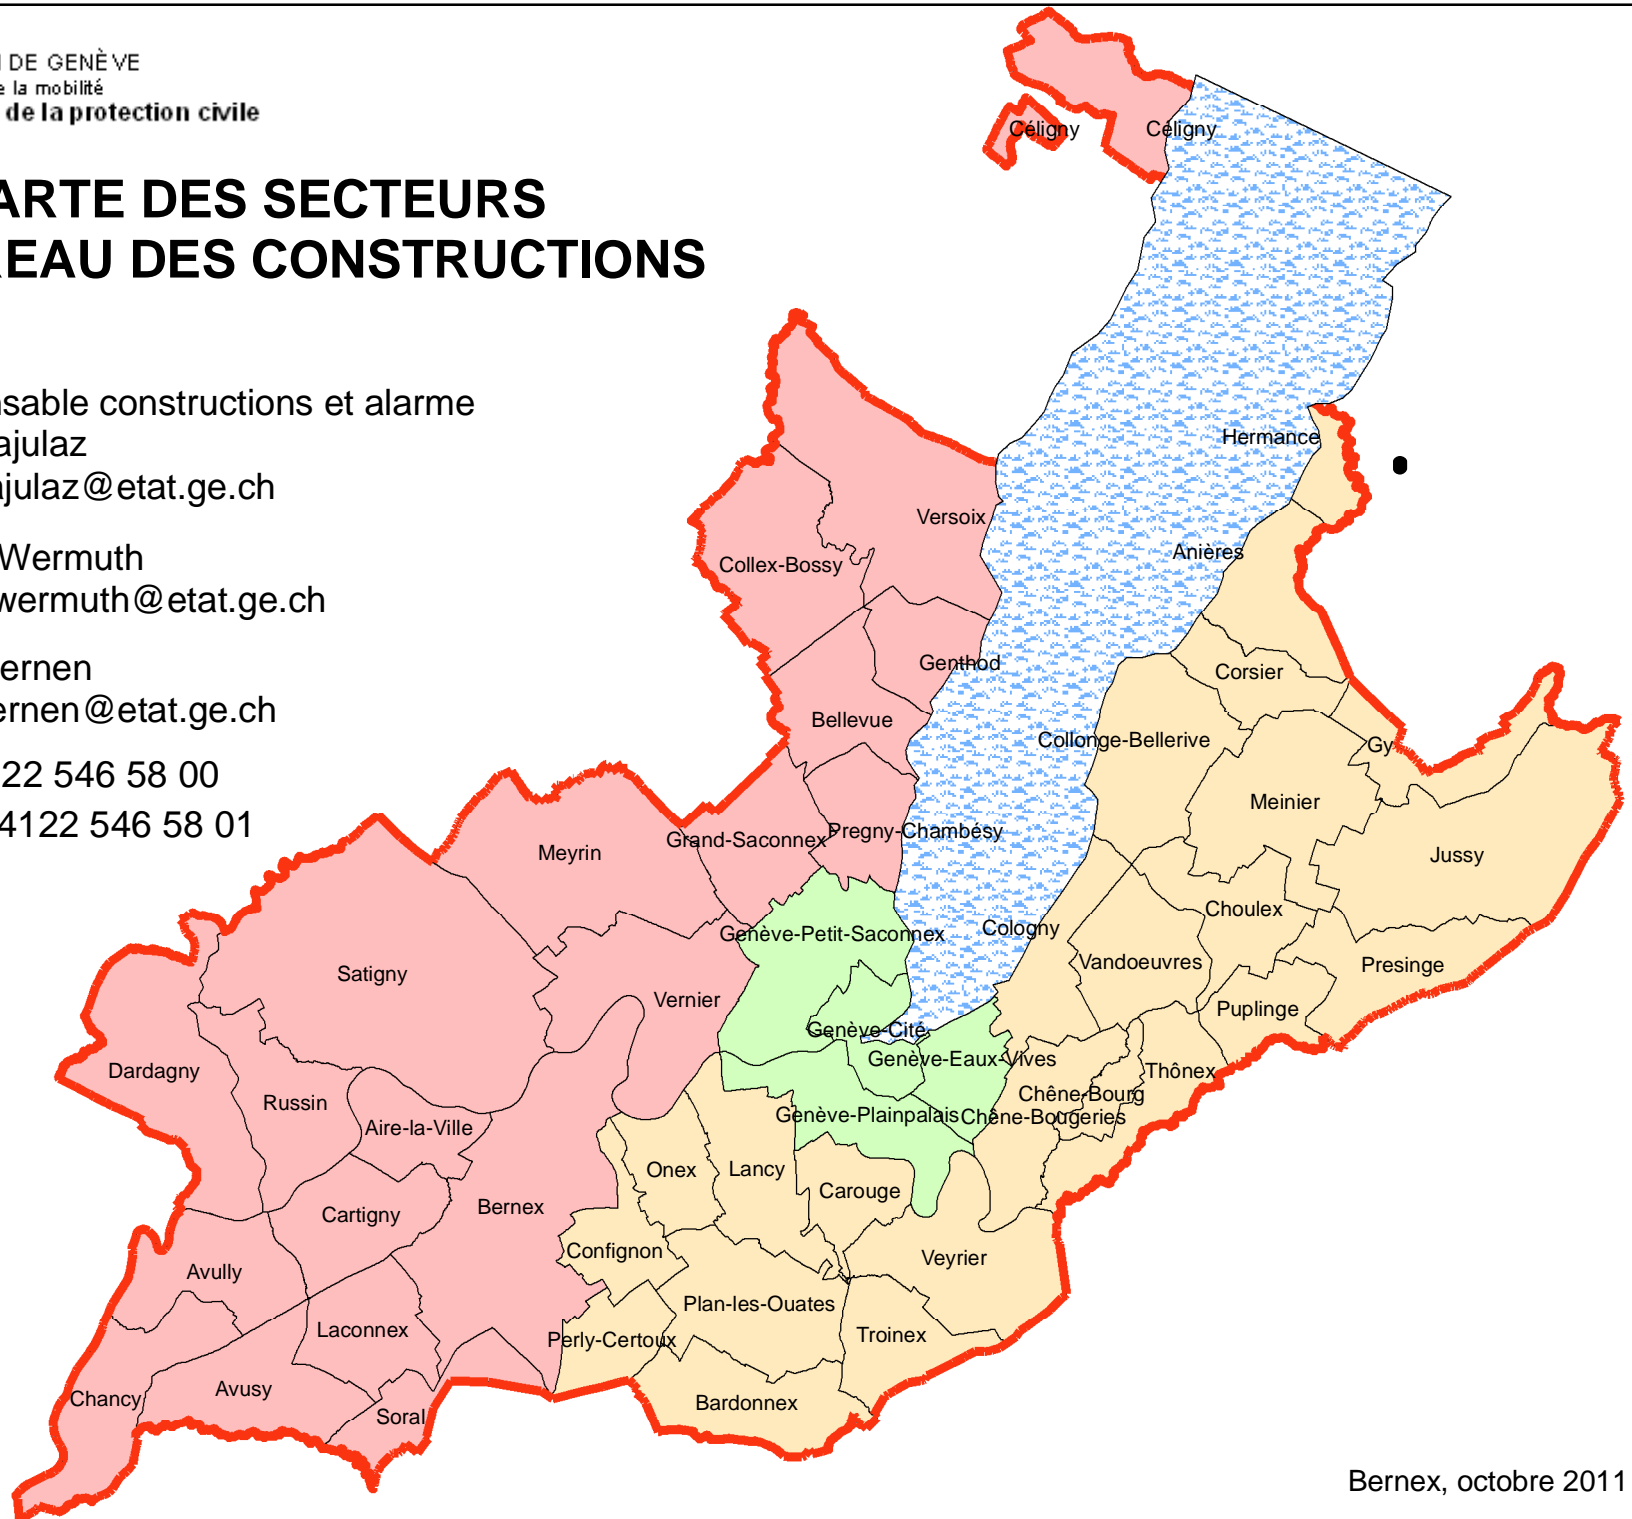 DE GENÈVE
e la mobilité
de la protection civile
ARTE DES SECTEURS
REAU DES CONSTRUCTIONS
nsable constructions et alarme
ajulaz
ajulaz@etat.ge.ch
Wermuth
wermuth@etat.ge.ch
ernen
ernen@etat.ge.ch
22 546 58 00
4122 546 58 01
Céligny
Céligny
Hermance
Versoix
Anières
Collex-Bossy
Genthod
Corsier
Bellevue
Collonge-Bellerive
Gy
Meinier
Pregny-Chambésy
Grand-Saconnex
Meyrin
Jussy
Choulex
Cologny
Genève-Petit-Saconnex
Vandoeuvres
Presinge
Satigny
Vernier
Puplinge
Genève-Cité
Genève-Eaux-Vives
Dardagny
Thônex
Chêne-Bourg
Russin
Genève-Plainpalais
Chêne-Bougeries
Aire-la-Ville
Onex
Lancy
Carouge
Bernex
Cartigny
Confignon
Veyrier
Avully
Plan-les-Ouates
Laconnex
Perly-Certoux
Troinex
Avusy
Chancy
Bardonnex
Soral
Bernex, octobre 2011